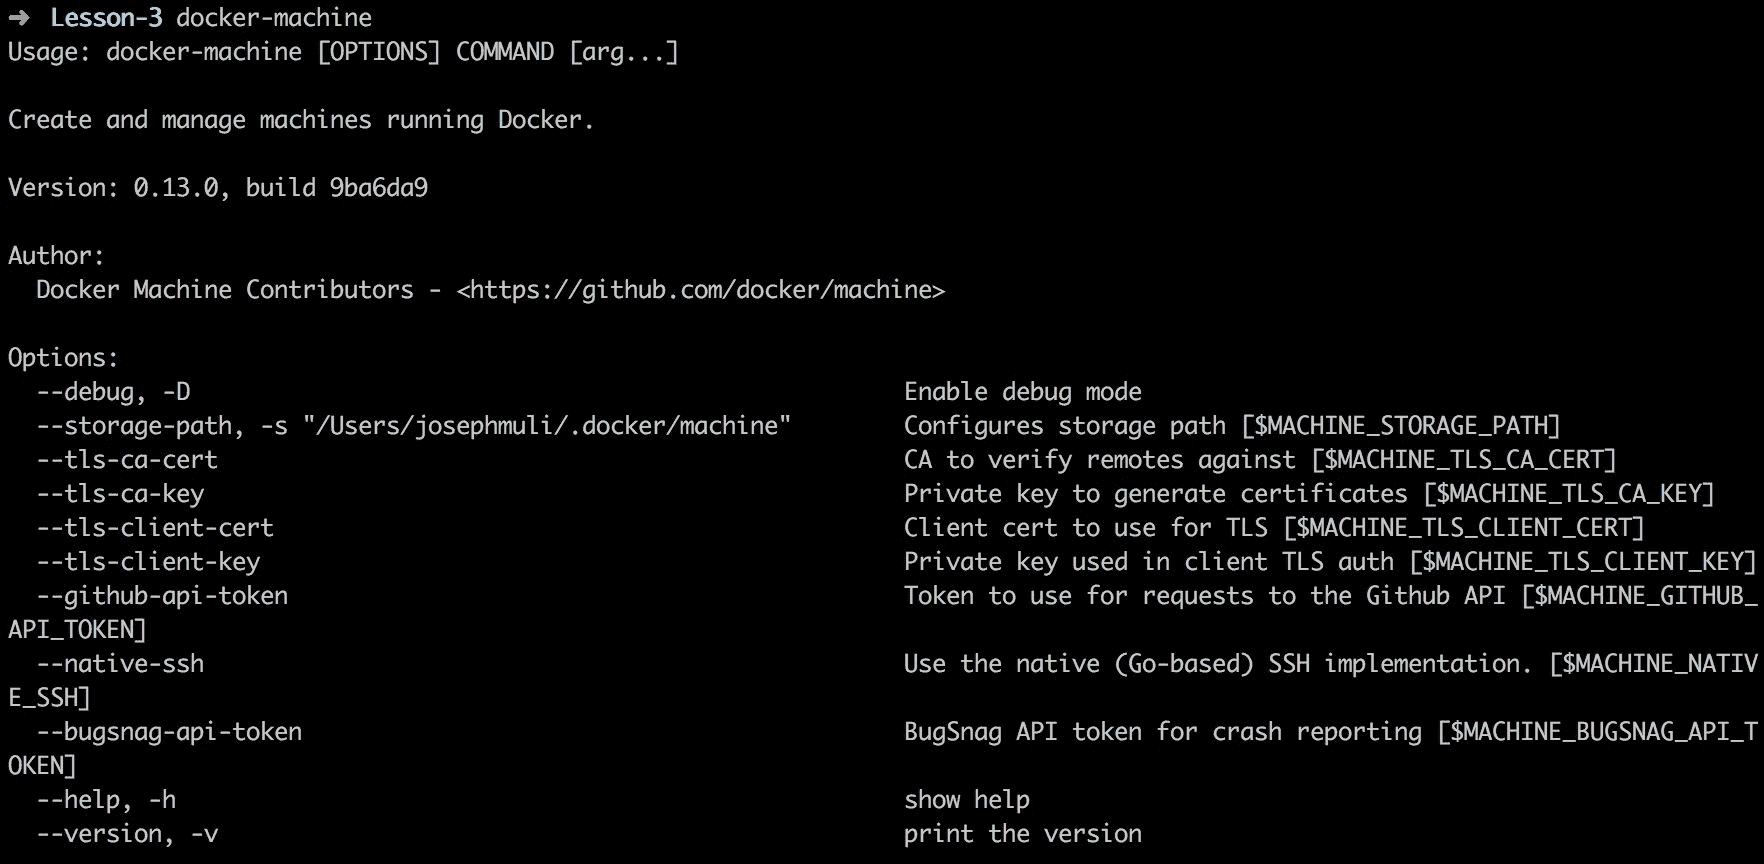 ➜  Lesson-3 docker-machine
Usage: docker-machine [OPTIONS] COMMAND [arg...]
Create and manage machines running Docker.
Version: 0.13.0, build 9ba6da9
Author:
  Docker Machine Contributors - <https://github.com/docker/machine>
Options:
  --debug, -D                                                   Enable debug mode
  --storage-path, -s "/Users/josephmuli/.docker/machine"        Configures storage path [$MACHINE_STORAGE_PATH]
  --tls-ca-cert                                                 CA to verify remotes against [$MACHINE_TLS_CA_CERT]
  --tls-ca-key                                                  Private key to generate certificates [$MACHINE_TLS_CA_KEY]
  --tls-client-cert                                             Client cert to use for TLS [$MACHINE_TLS_CLIENT_CERT]
  --tls-client-key                                              Private key used in client TLS auth [$MACHINE_TLS_CLIENT_KEY]
  --github-api-token                                            Token to use for requests to the Github API [$MACHINE_GITHUB_
API_TOKEN]
  --native-ssh                                                  Use the native (Go-based) SSH implementation. [$MACHINE_NATIV
E_SSH]
  --bugsnag-api-token                                           BugSnag API token for crash reporting [$MACHINE_BUGSNAG_API_T
OKEN]
  --help, -h                                                    show help
  --version, -v                                                 print the version